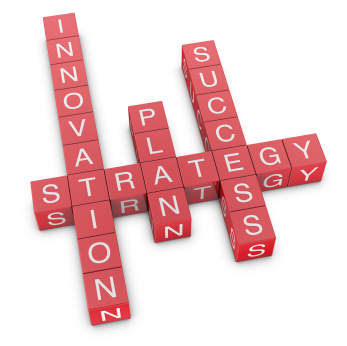 INNOVATION
STRATEGY
PLAN
SUCCESS